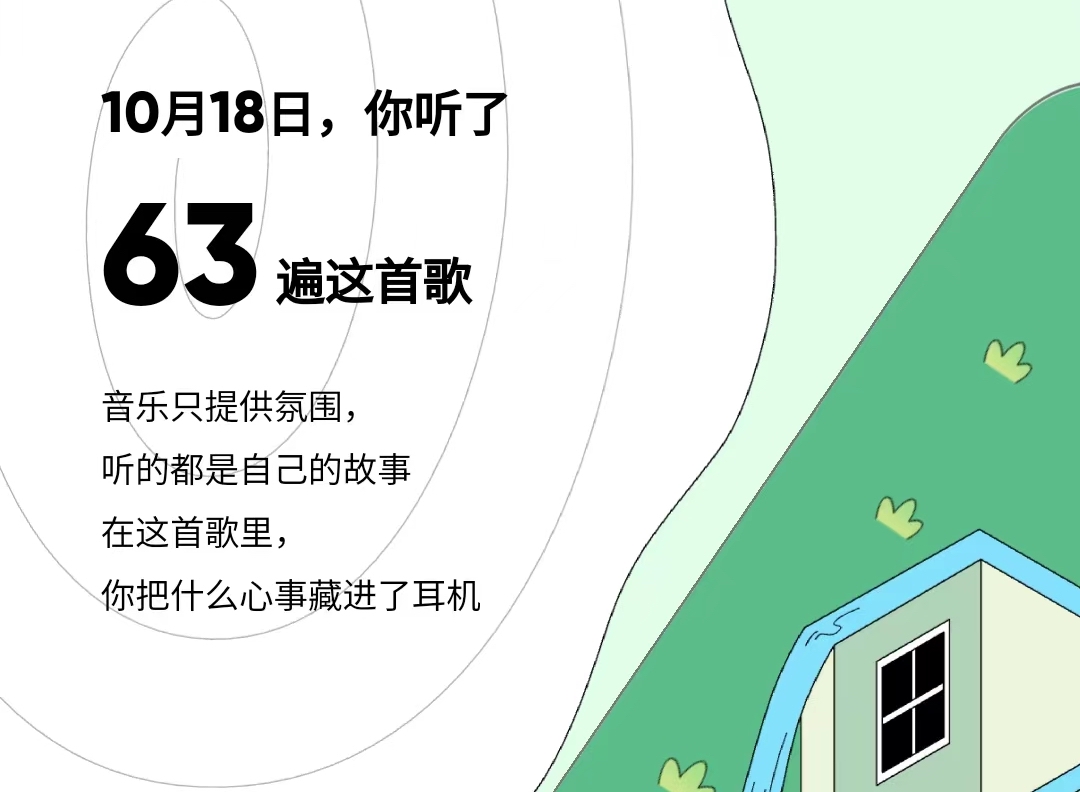 10月18日，你听了
63 遍这首歌
音乐只提供氛围，
听的都是自己的故事
在这首歌里，
你把什么心事藏进了耳机